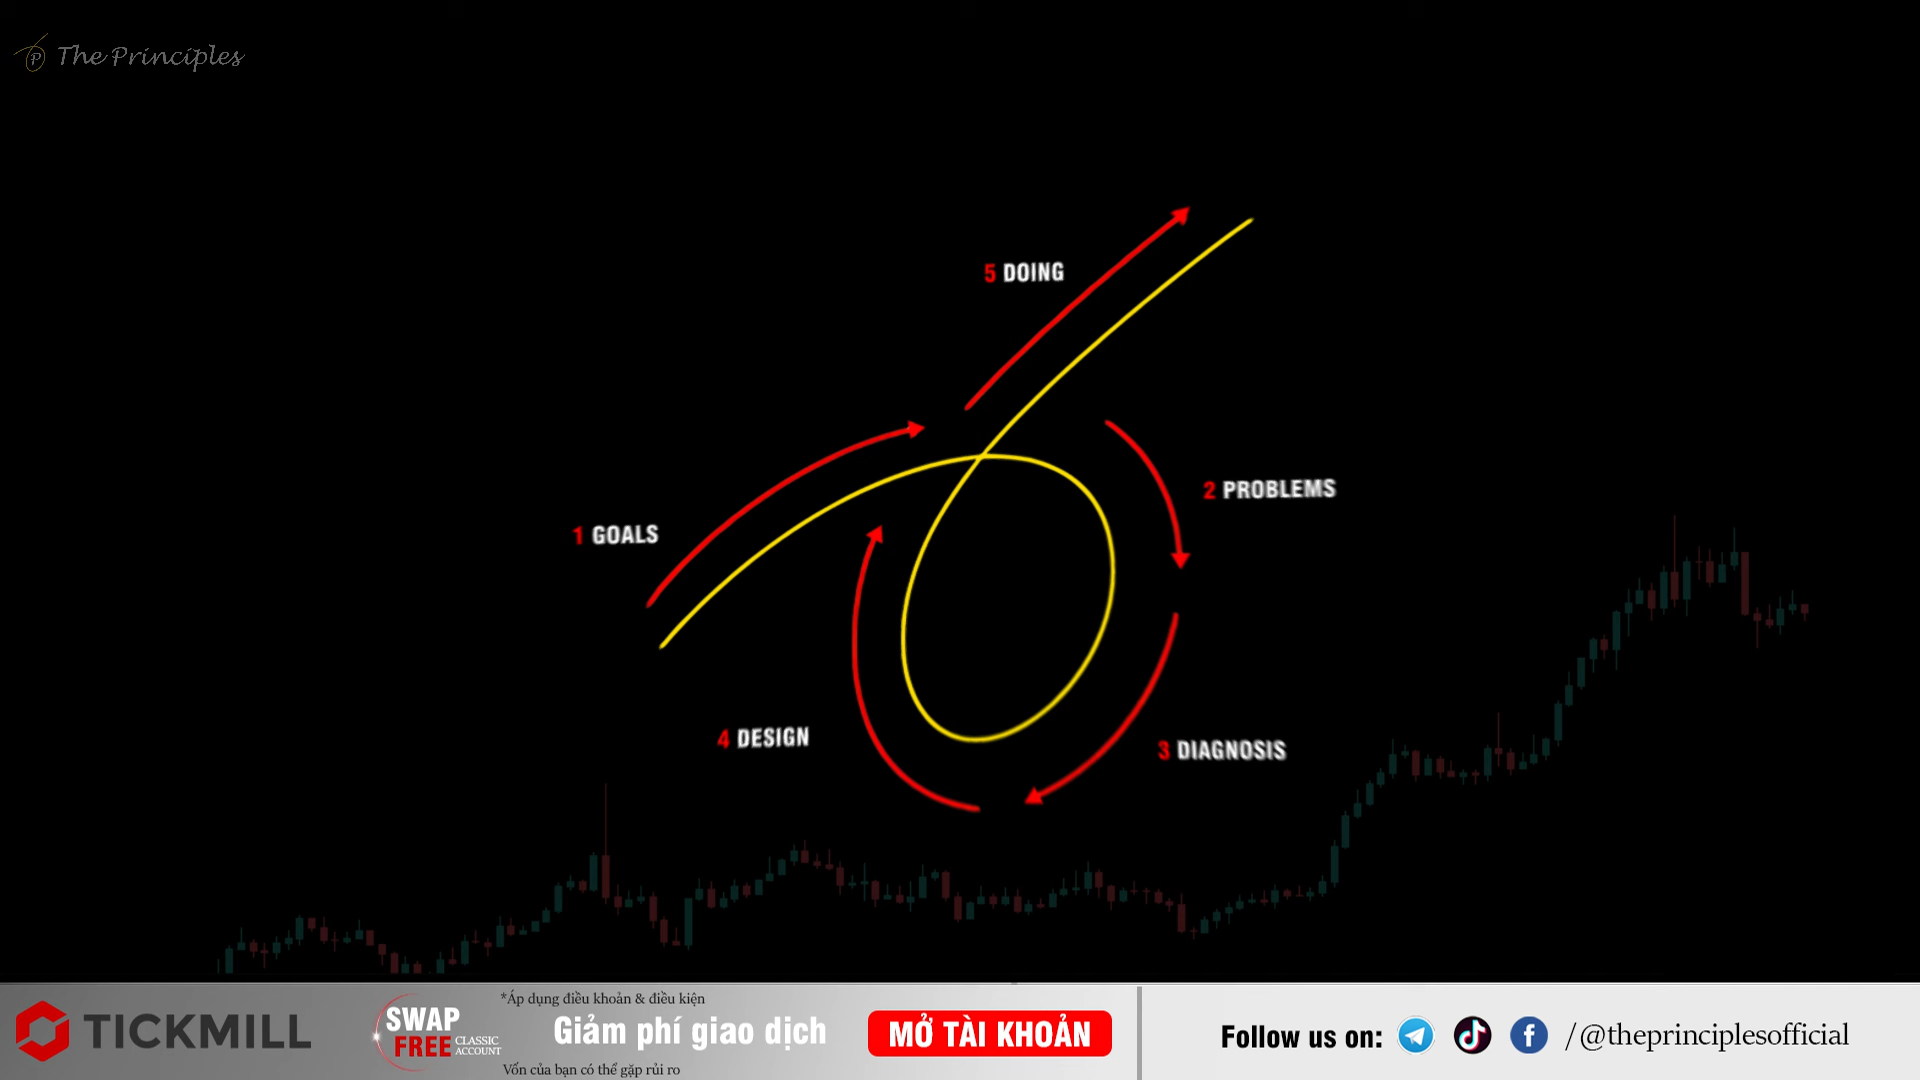 The Principles
5 DOING
2 PROBLEMS
1 GOALS
4 DESIGN
3 DIAGNOSIS
TICKMILL
SWAP
FREE
CLASSIC
ACCOUNT
*Áp dụng điều khoản & điều kiện
Giảm phí giao dịch
Vốn của bạn có thể gặp rủi ro
MỞ TÀI KHOẢN
Follow us on: /@theprinciplesofficial